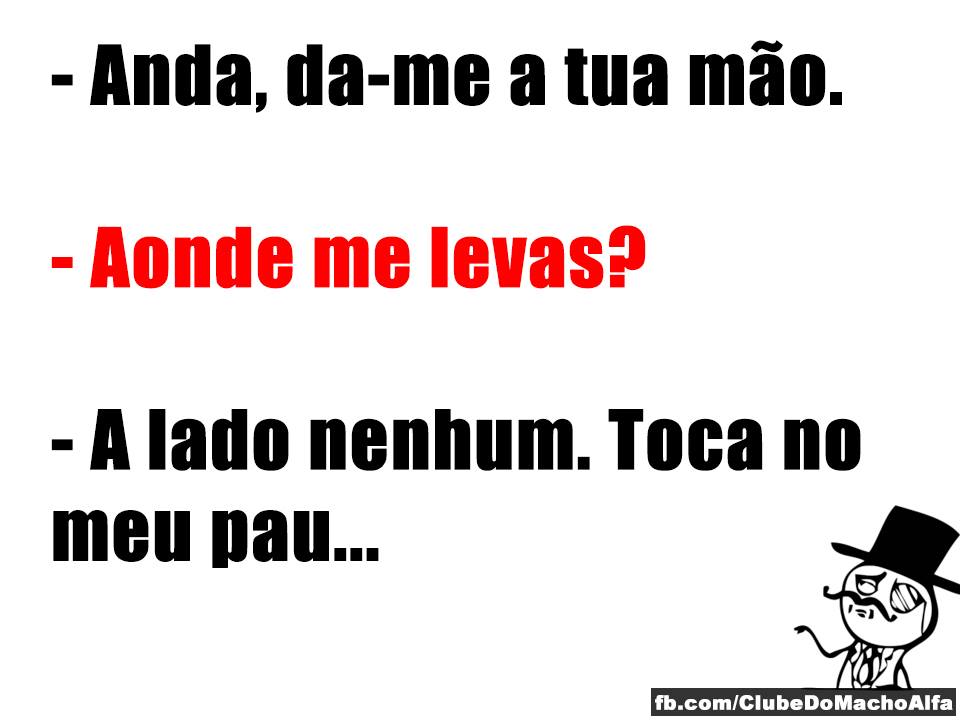 - Anda, da-me a tua mão.
- Aonde me levas?
- A lado nenhum. Toca no
meu pau...
fb.com/ClubeDoMachoAlfa